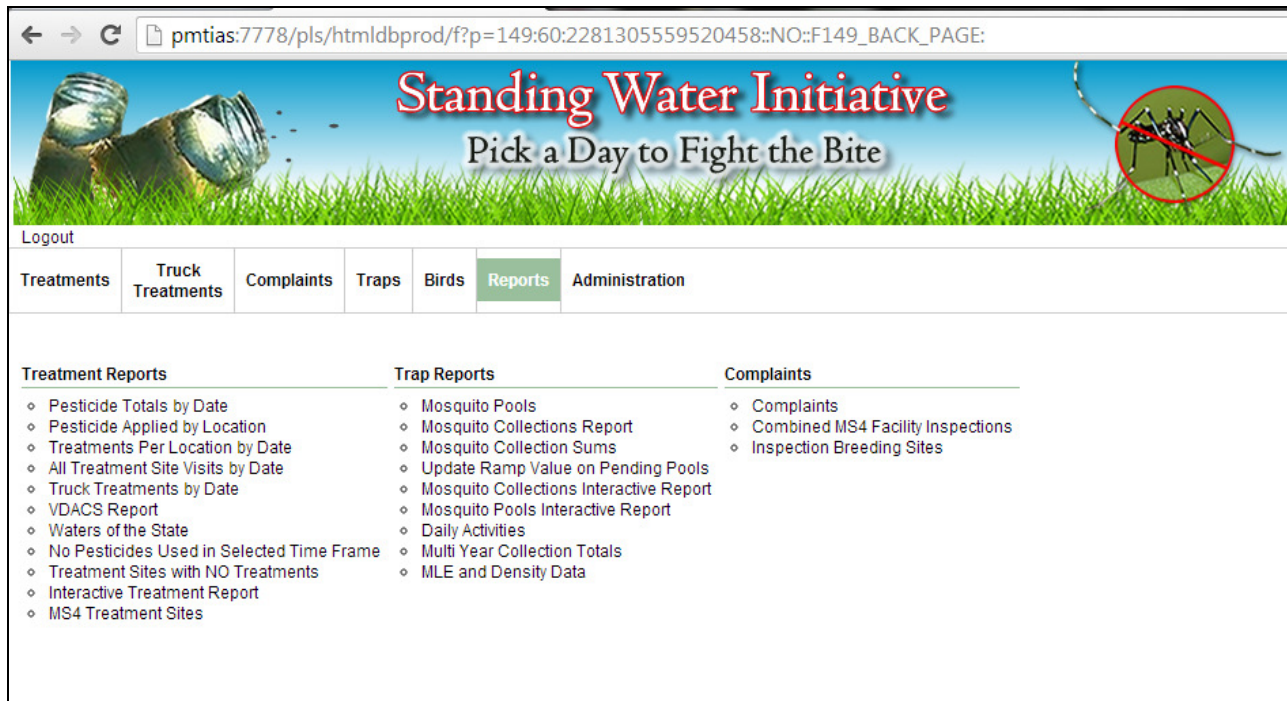 pmtias:7778/pls/htmldbprod/f?p=149:60:2281305559520458::NO::F149_BACK_PAGE:
Standing Water Initiative
Pick a Day to Fight the Bite
Logout
Treatments
Truck
Treatments
Complaints
Traps
Birds
Reports
Administration
Treatment Reports
Pesticide Totals by Date
Pesticide Applied by Location
Treatments Per Location by Date
All Treatment Site Visits by Date
Truck Treatments by Date
VDACS Report
Waters of the State
No Pesticides Used in Selected Time Frame
Treatment Sites with NO Treatments
Interactive Treatment Report
MS4 Treatment Sites
Trap Reports
Mosquito Pools
Mosquito Collections Report
Mosquito Collection Sums
Update Ramp Value on Pending Pools
Mosquito Collections Interactive Report
Mosquito Pools Interactive Report
Daily Activities
Multi Year Collection Totals
MLE and Density Data
Complaints
Complaints
Combined MS4 Facility Inspections
Inspection Breeding Sites